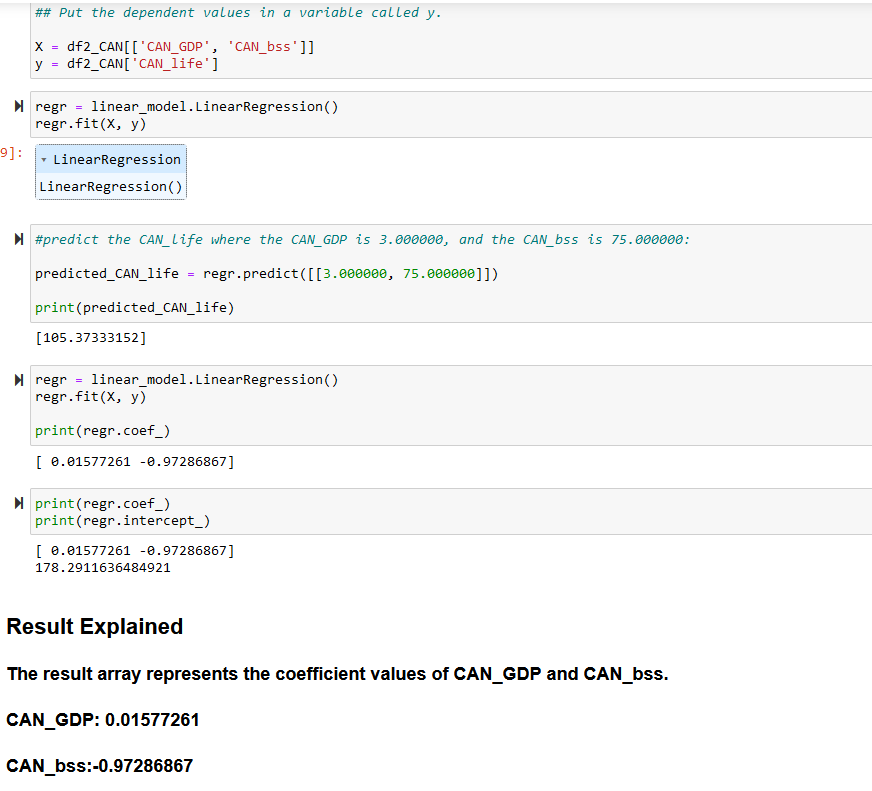 ## Put the dependent values in a variable called y.
X = df2_CAN[['CAN_GDP', 'CAN_bss']]
y = df2_CAN['CAN_life']
regr = linear_model.LinearRegression()
regr.fit(X, y)
9]:
▾ LinearRegression
LinearRegression()
#predict the CAN_life where the CAN_GDP is 3.000000, and the CAN_bss is 75.000000:
predicted_CAN_life = regr.predict([[3.000000, 75.000000]])
print(predicted_CAN_life)
[105.37333152]
regr = linear_model.LinearRegression()
regr.fit(X, y)
print(regr.coef_)
[ 0.01577261 -0.97286867]
print(regr.coef_)
print(regr.intercept_)
[ 0.01577261 -0.97286867]
178.2911636484921
Result Explained
The result array represents the coefficient values of CAN_GDP and CAN_bss.
CAN_GDP: 0.01577261
CAN_bss:-0.97286867